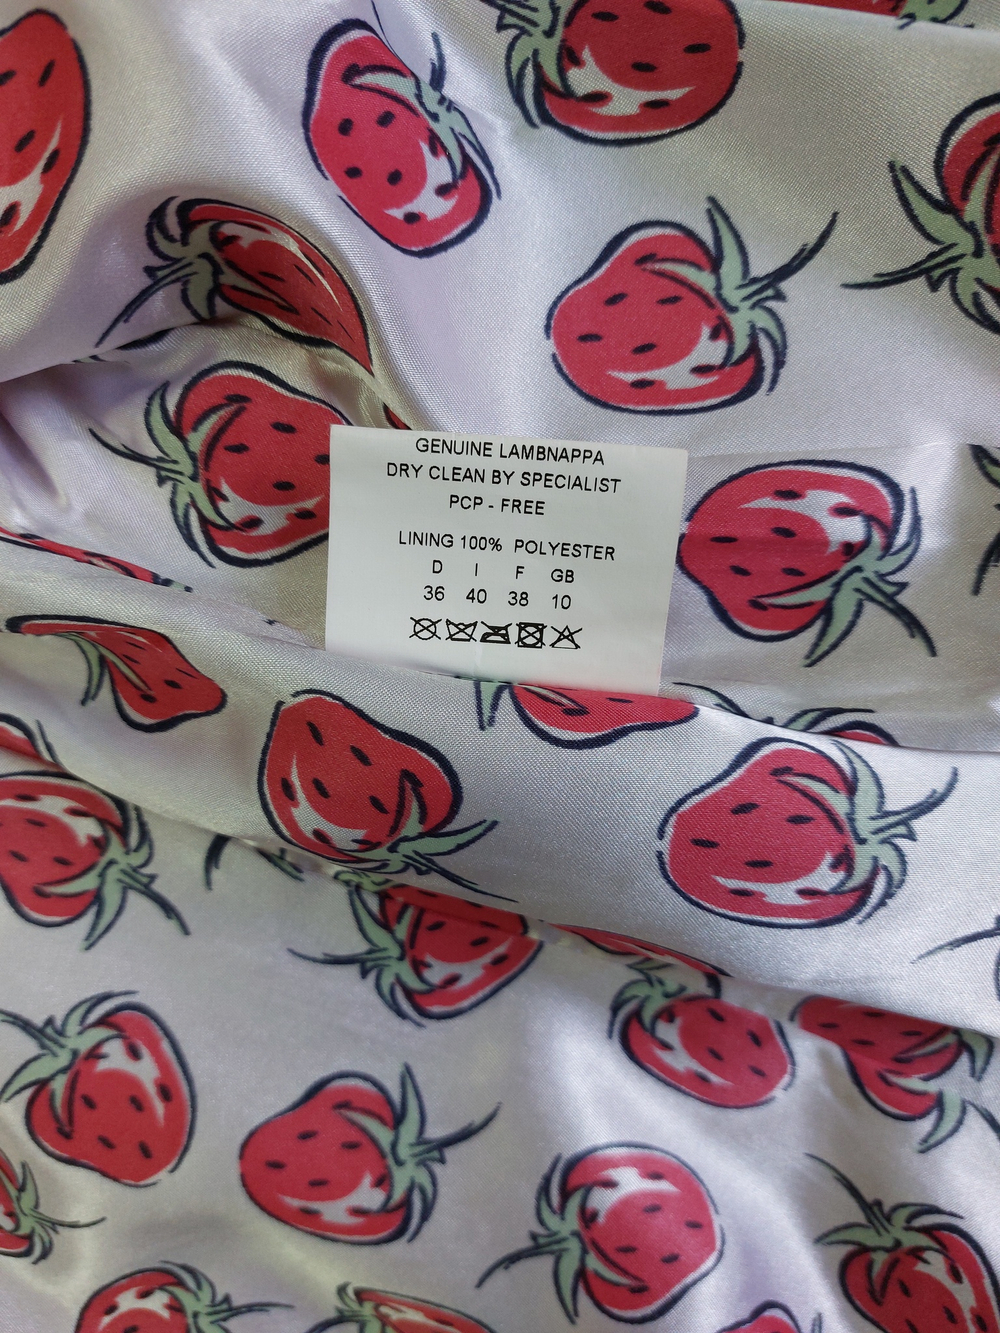 GENUINE LAMBNAPPA
DRY CLEAN BY SPECIALIST
PCP - FREE
LINING 100% POLYESTER
D I F GB
36 40 38 10